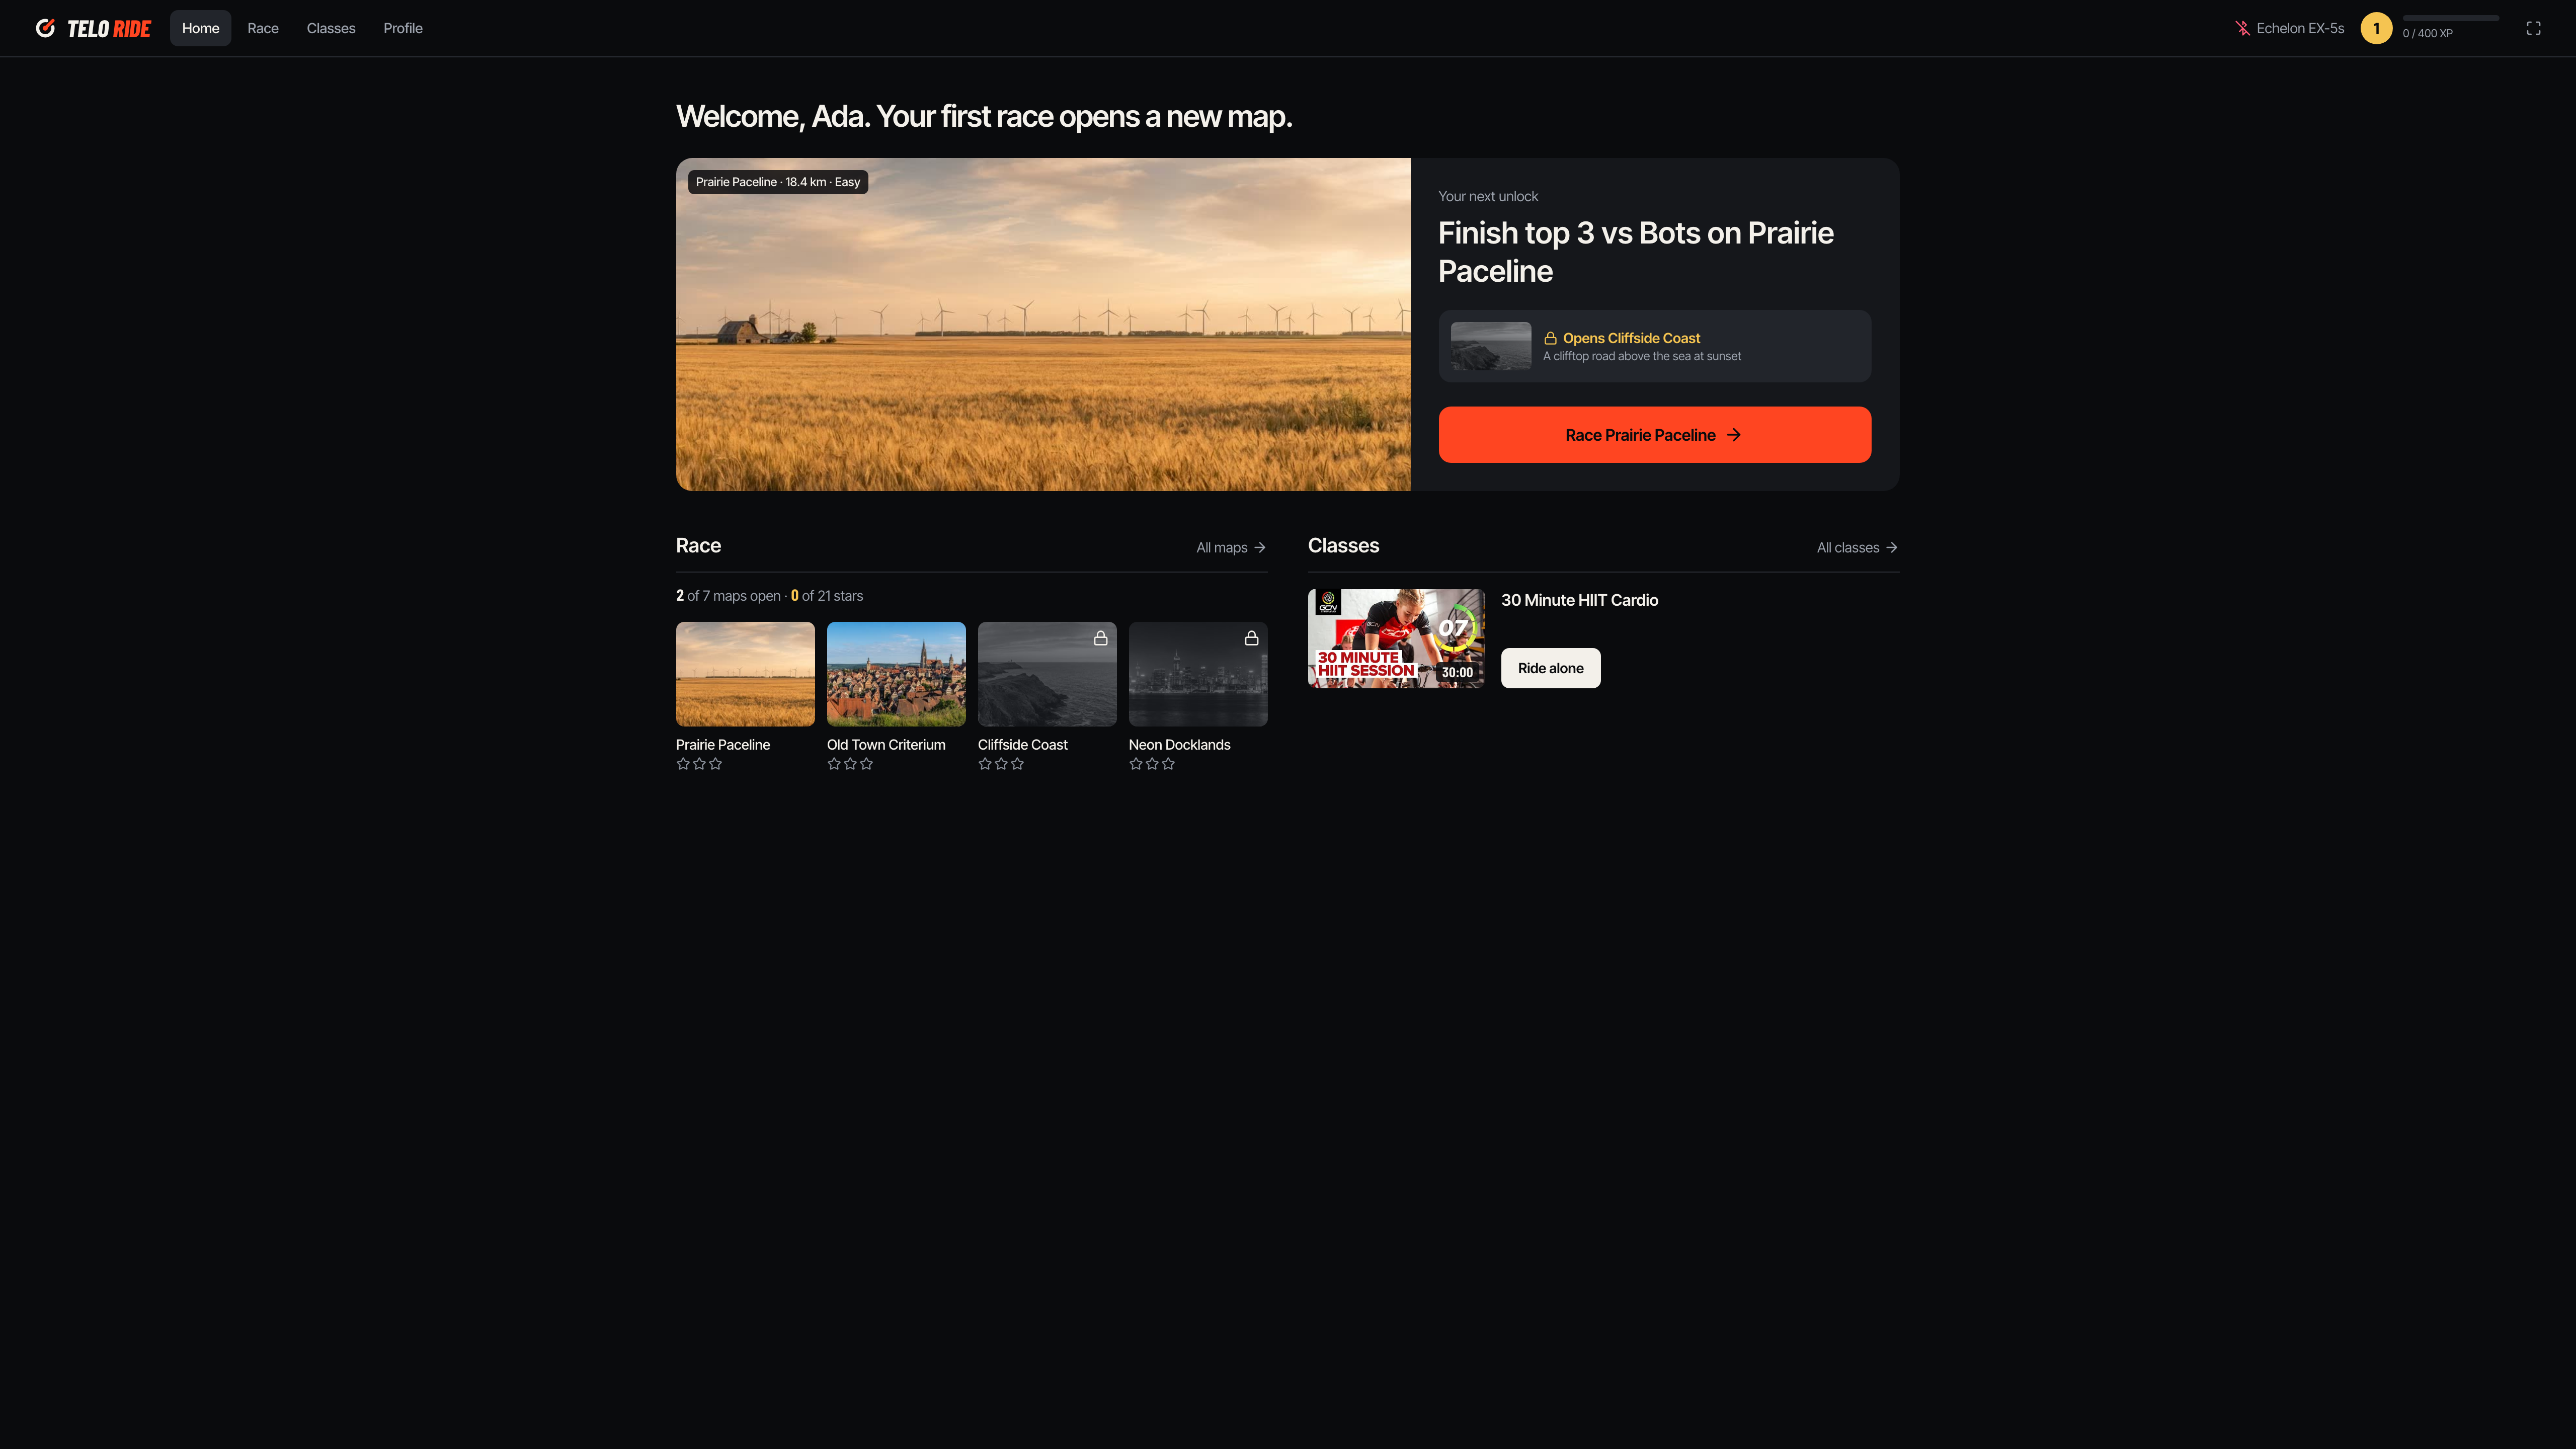 TELO RIDE
Home
Race
Classes
Profile
Echelon EX-5s
1
0 / 400 XP
Welcome, Ada. Your first race opens a new map.
Prairie Paceline · 18.4 km · Easy
Your next unlock
Finish top 3 vs Bots on Prairie
Paceline
Opens Cliffside Coast
A clifftop road above the sea at sunset
Race Prairie Paceline
Race
All maps
2 of 7 maps open · 0 of 21 stars
Prairie Paceline
Old Town Criterium
Cliffside Coast
Neon Docklands
Classes
All classes
GCN
07
30 MINUTE
HIIT SESSION
30:00
30 Minute HIIT Cardio
Ride alone